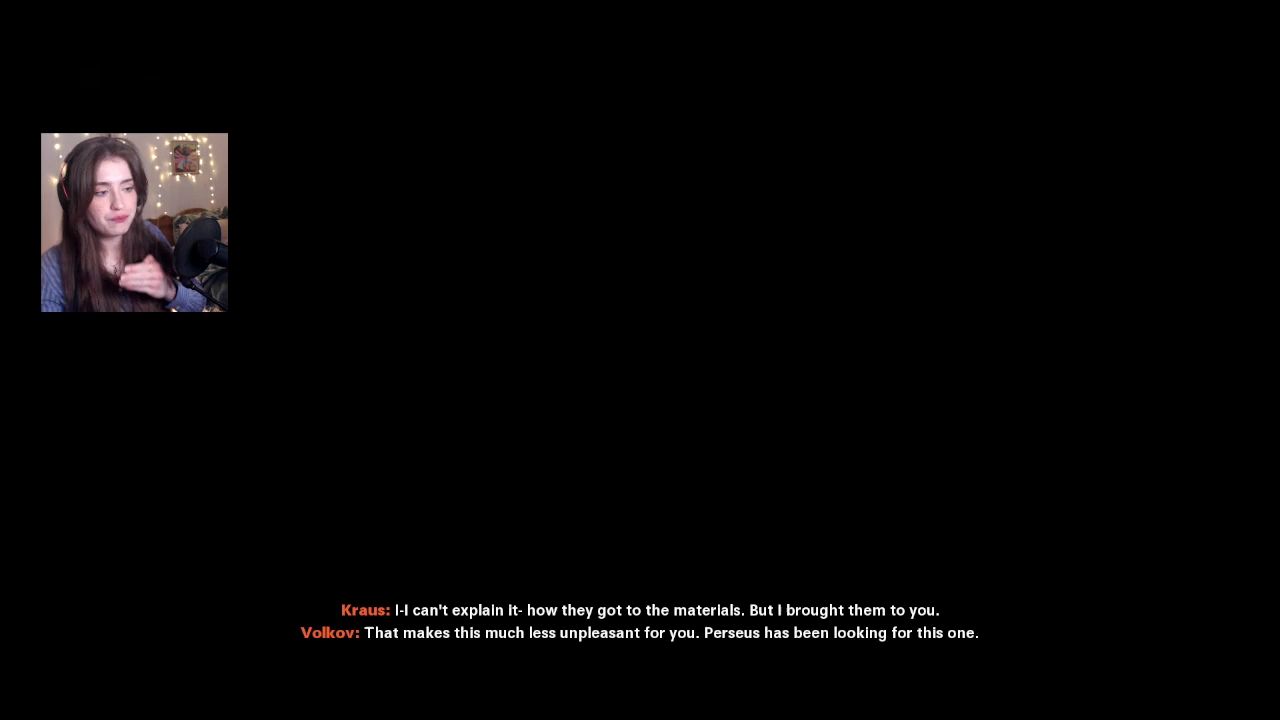 Kraus: I-I can't explain it- how they got to the materials. But I brought them to you.
Volkov: That makes this much less unpleasant for you. Perseus has been looking for this one.